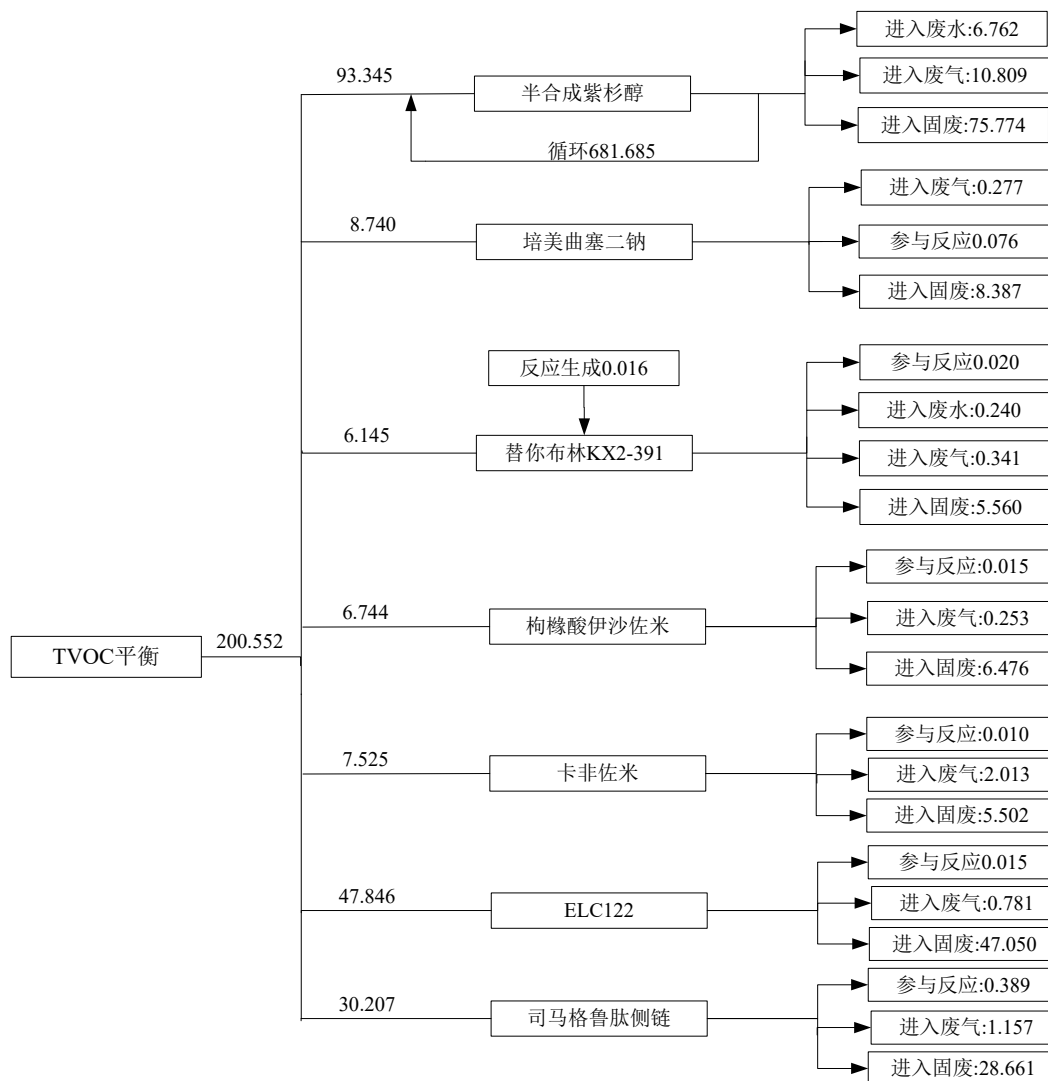 TVOC平衡
200.552
93.345
半合成紫杉醇
循环681.685
进入废水:6.762
进入废气:10.809
进入固废:75.774
8.740
培美曲塞二钠
进入废气:0.277
参与反应0.076
进入固废:8.387
反应生成0.016
6.145
替你布林KX2-391
参与反应:0.020
进入废水:0.240
进入废气:0.341
进入固废:5.560
6.744
枸橼酸伊沙佐米
参与反应:0.015
进入废气:0.253
进入固废:6.476
7.525
卡非佐米
参与反应:0.010
进入废气:2.013
进入固废:5.502
47.846
ELC122
参与反应0.015
进入废气:0.781
进入固废:47.050
30.207
司马格鲁肽侧链
参与反应:0.389
进入废气:1.157
进入固废:28.661